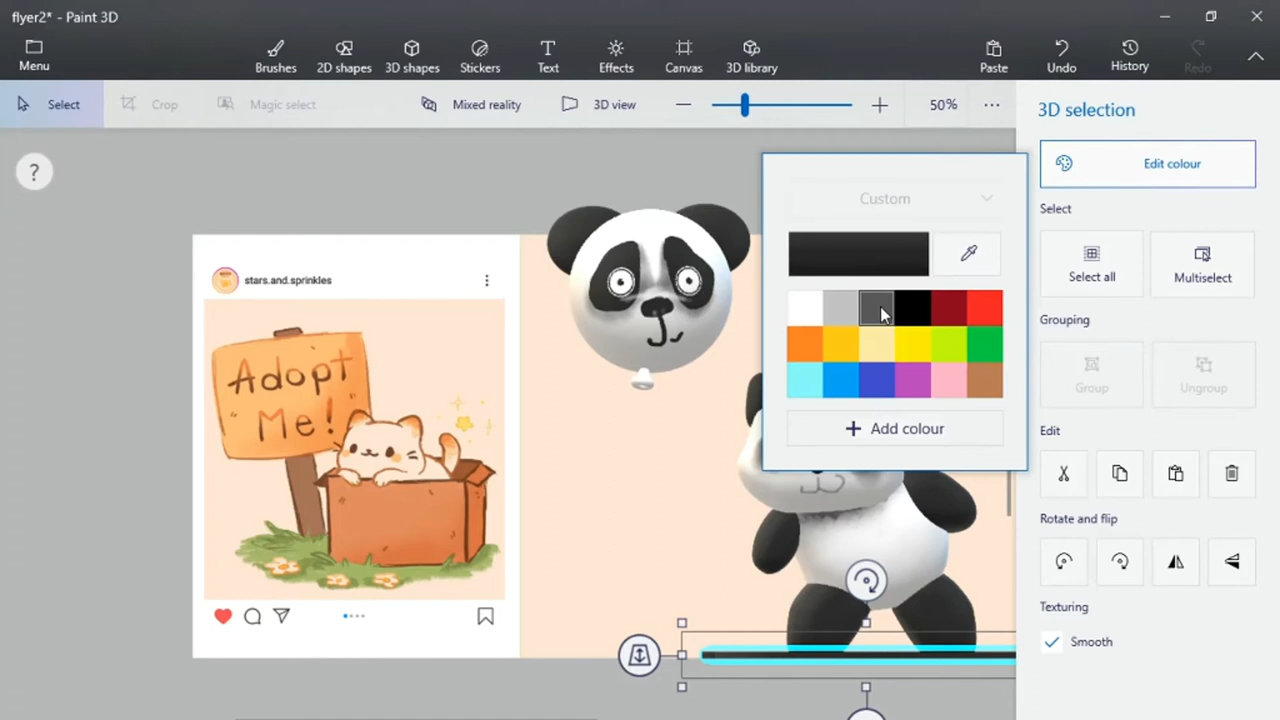 flyer2* - Paint 3D
Menu
Brushes
2D shapes
3D shapes
Stickers
Text
Effects
Canvas
3D library
Paste
Undo
History
Redo
Select
Crop
Magic select
Mixed reality
3D view
50%
3D selection
?
Custom
Edit colour
Select
Select all
Multiselect
Grouping
Group
Ungroup
Add colour
Edit
Rotate and flip
Texturing
Smooth
stars.and.sprinkles
Adopt
Me!